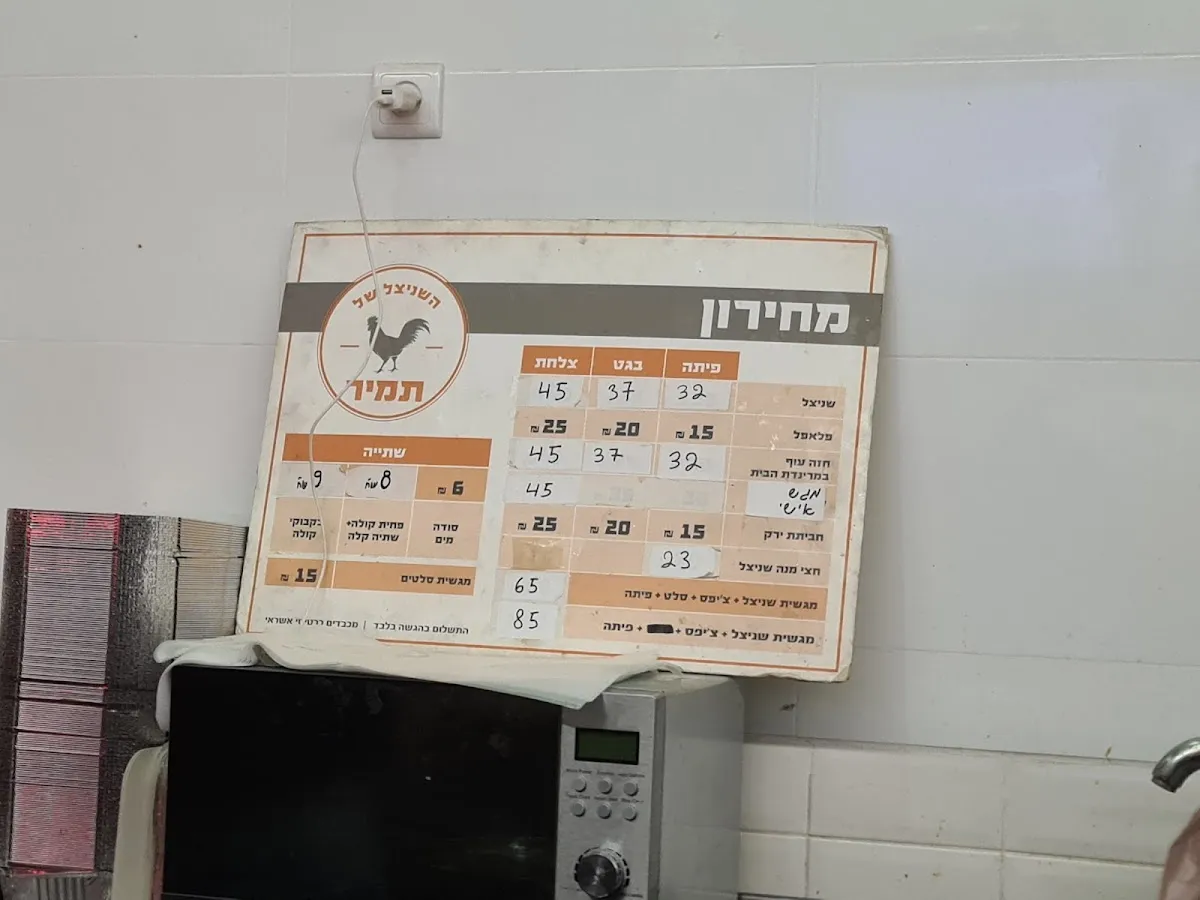 השניצל של
תמיר
מחירון
פיתה בגט צלחת
שניצל 32 37 45
פלאפל 15 ₪ 20 ₪ 25 ₪
חזה עוף
במרינדת הבית 32 37 45
מגש
אישי 45
חביתת ירק 15 ₪ 20 ₪ 25 ₪
חצי מנה שניצל 23
מגשית שניצל + צ'יפס + סלט + פיתה 65
מגשית שניצל + צ'יפס + + פיתה 85
שתייה
6 ₪ 8 ש"ח 9 ש"ח
סודה
מים
פחית קולה+
שתיה קלה
בקבוקי
קולה
מגשית סלטים 15 ₪
התשלום בהגשה בלבד | מכבדים כרטיסי אשראי